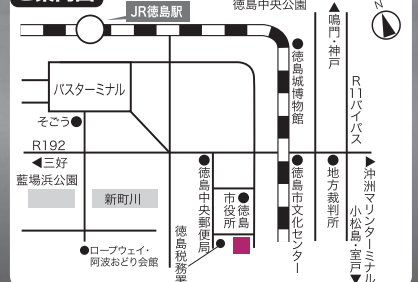 JR徳島駅
徳島中央公園
N
▲鳴門・神戸
徳島城博物館
R11バイパス
バスターミナル
そごう
R192
◀三好
藍場浜公園
新町川
徳島中央郵便局
徳島市役所
徳島市文化センター
地方裁判所
▶沖洲マリンターミナル
小松島・室戸▼
徳島税務署
ロープウェイ・
阿波おどり会館